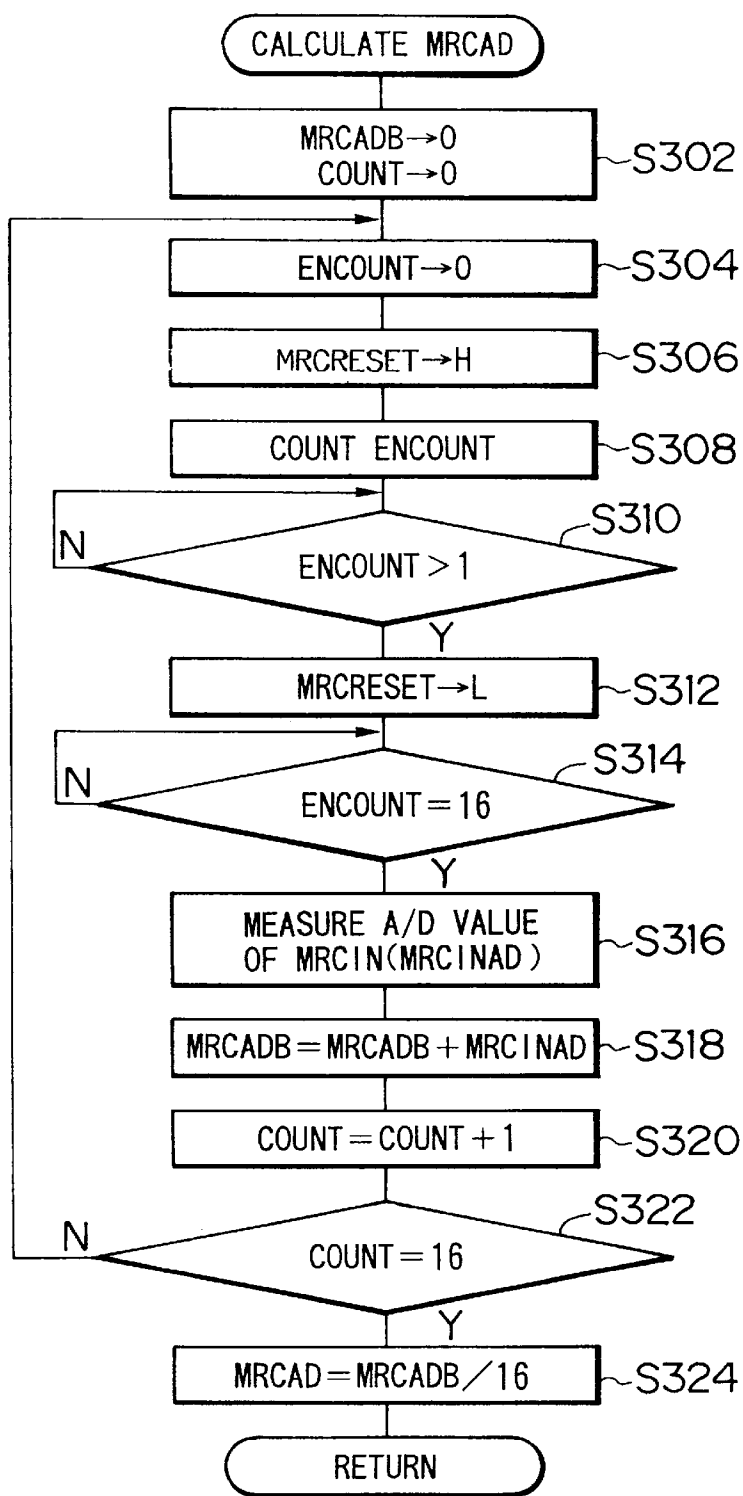 CALCULATE MRCAD
MRCADB→0
COUNT→0
S302
ENCOUNT→0
S304
MRCRESET→H
S306
COUNT ENCOUNT
S308
S310
N
ENCOUNT>1
Y
MRCRESET→L
S312
S314
N
ENCOUNT=16
Y
MEASURE A/D VALUE
OF MRCIN(MRCINAD)
S316
MRCADB=MRCADB+MRCINAD
S318
COUNT=COUNT+1
S320
S322
N
COUNT=16
Y
MRCAD=MRCADB/16
S324
RETURN